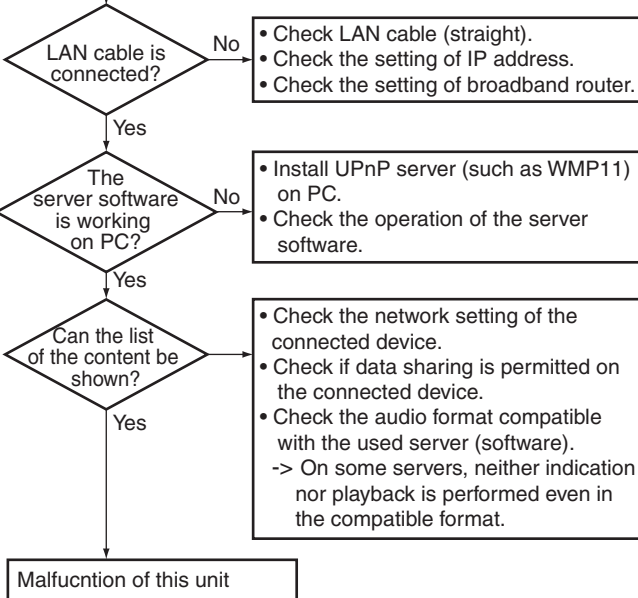 LAN cable is
connected?
No
• Check LAN cable (straight).
• Check the setting of IP address.
• Check the setting of broadband router.
Yes
The
server software
is working
on PC?
No
• Install UPnP server (such as WMP11)
on PC.
• Check the operation of the server
software.
Yes
Can the list
of the content be
shown?
• Check the network setting of the
connected device.
• Check if data sharing is permitted on
the connected device.
• Check the audio format compatible
with the used server (software).
-> On some servers, neither indication
nor playback is performed even in
the compatible format.
Yes
Malfucntion of this unit